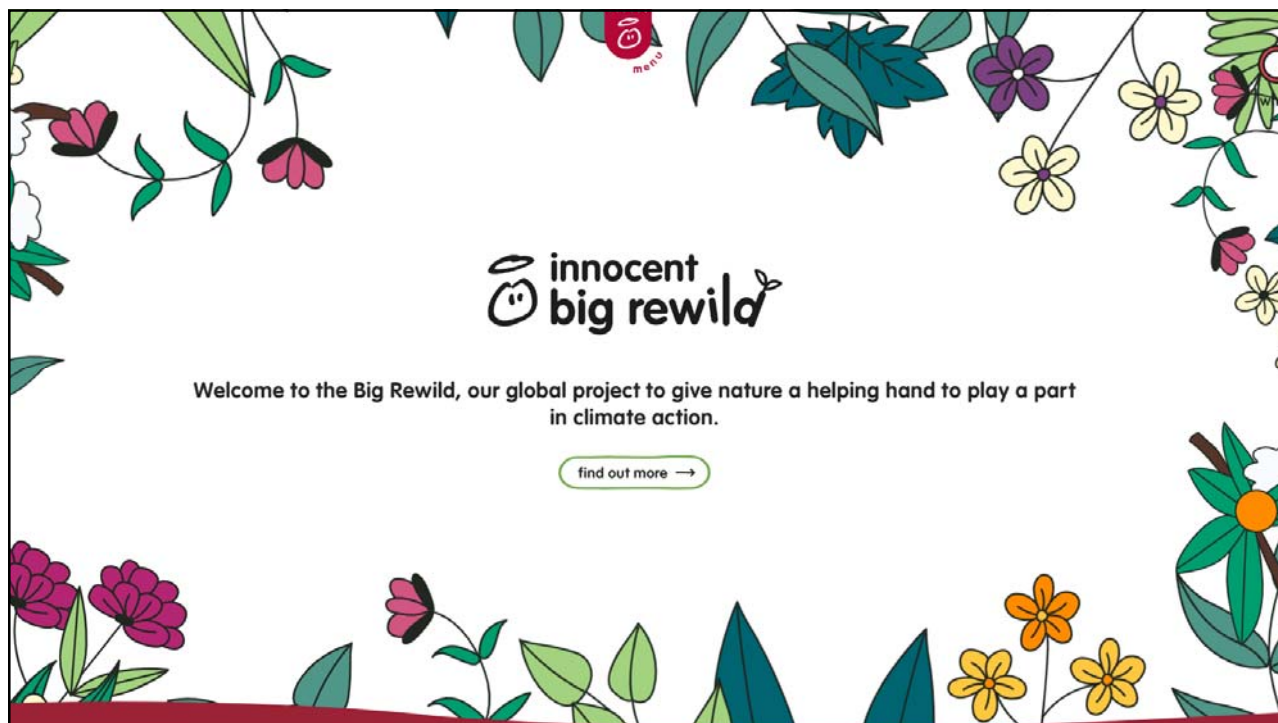 menu
innocent
big rewild
Welcome to the Big Rewild, our global project to give nature a helping hand to play a part
in climate action.
find out more →